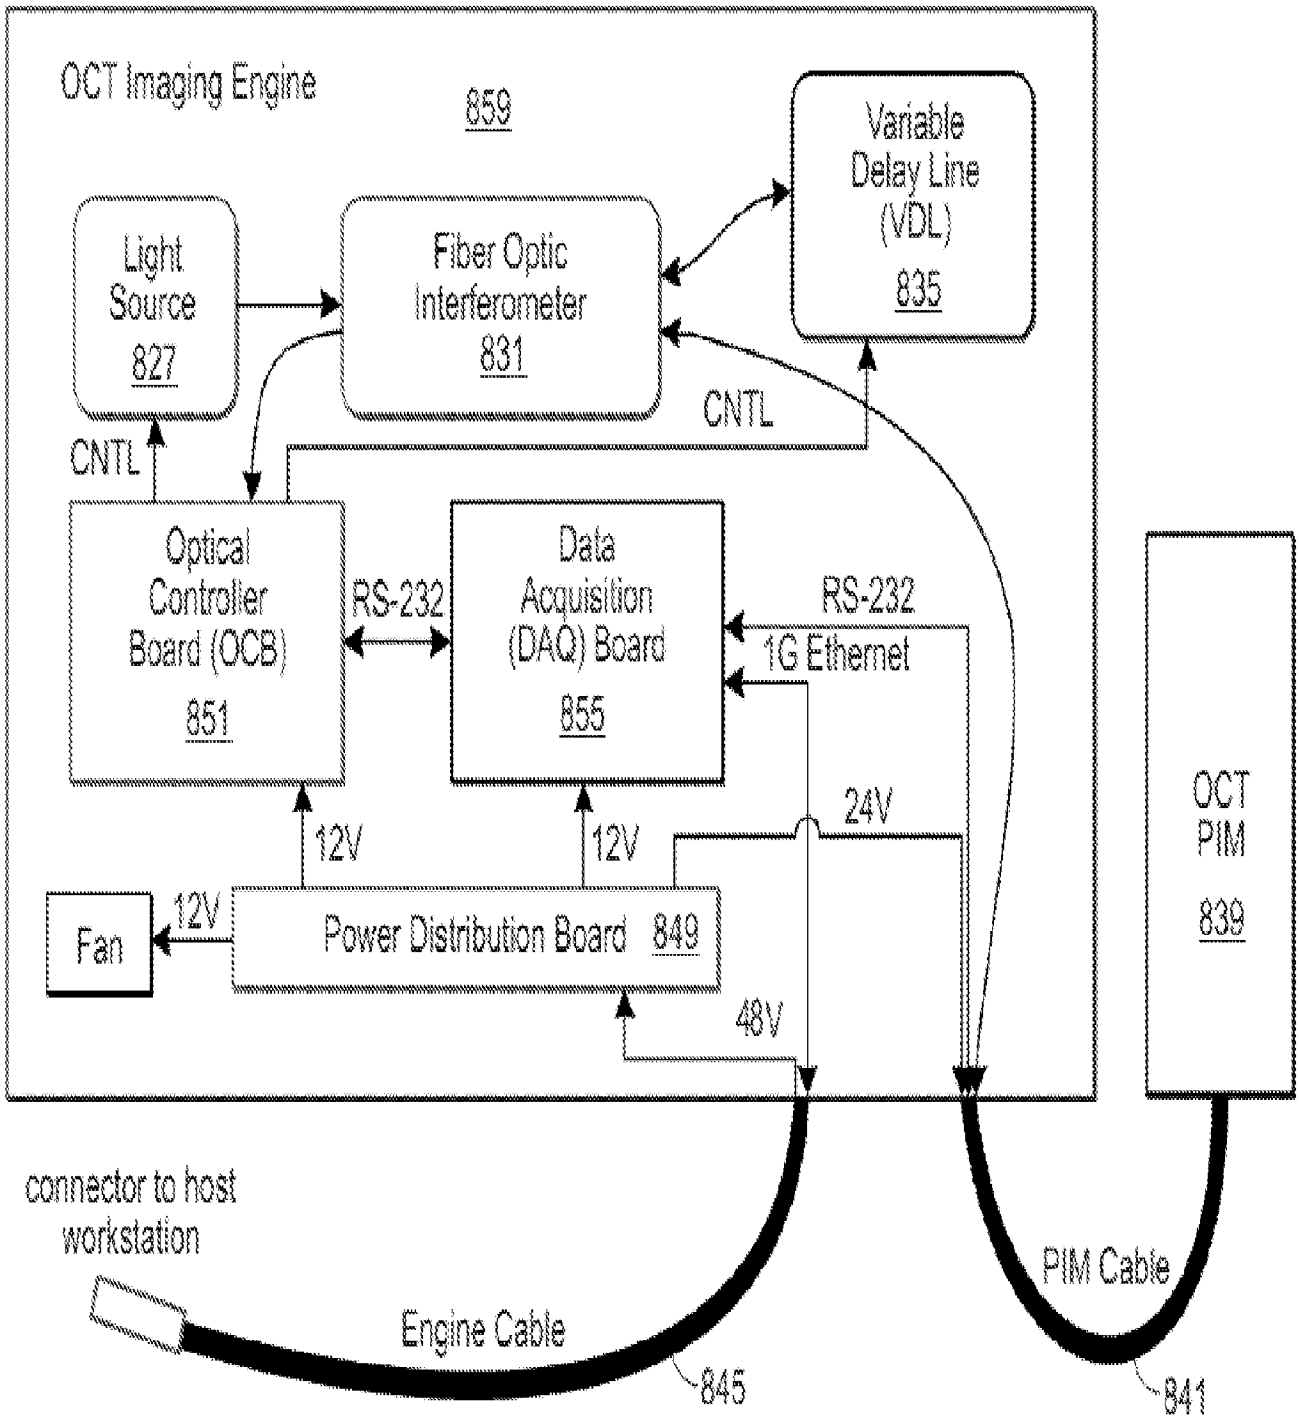 OCT Imaging Engine
859
Variable
Delay Line
(VDL)
835
Light
Source
827
Fiber Optic
Interferometer
831
CNTL
CNTL
Optical
Controller
Board (OCB)
851
RS-232
Data
Acquisition
(DAQ) Board
855
RS-232
1G Ethernet
OCT
PIM
839
12V
12V
24V
Fan
12V
Power Distribution Board 849
48V
connector to host
workstation
Engine Cable
845
PIM Cable
841